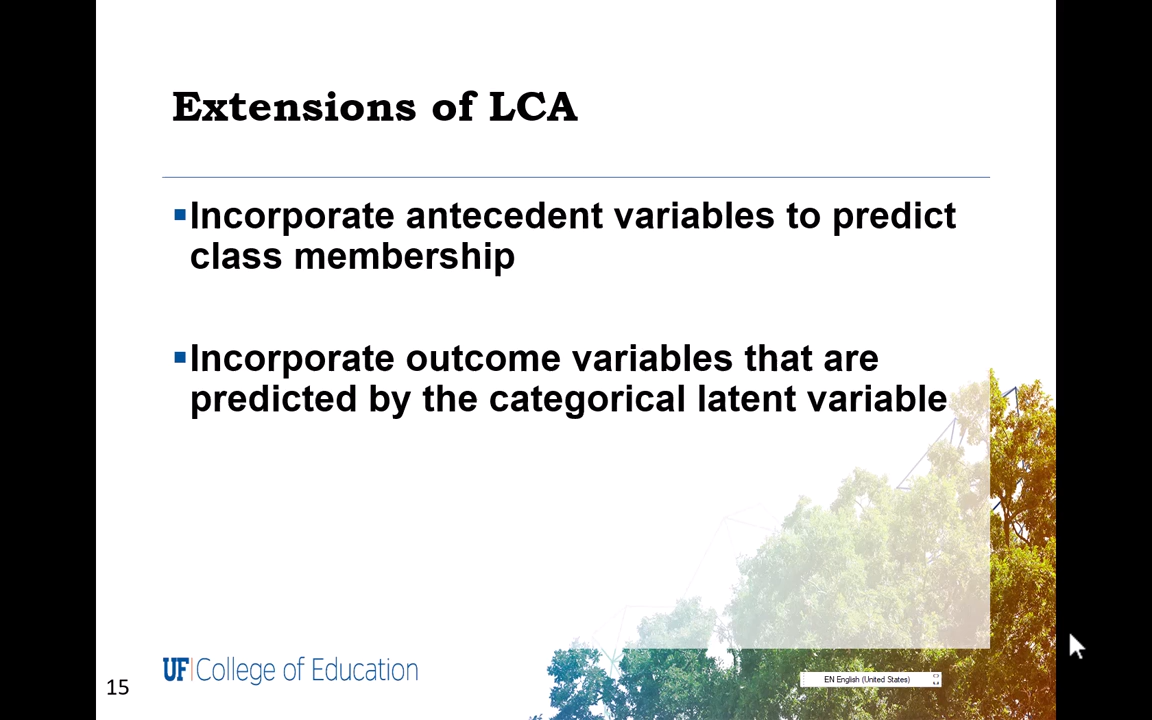 Extensions of LCA
▪Incorporate antecedent variables to predict
class membership
▪Incorporate outcome variables that are
predicted by the categorical latent variable
UF College of Education
EN English (United States)
15